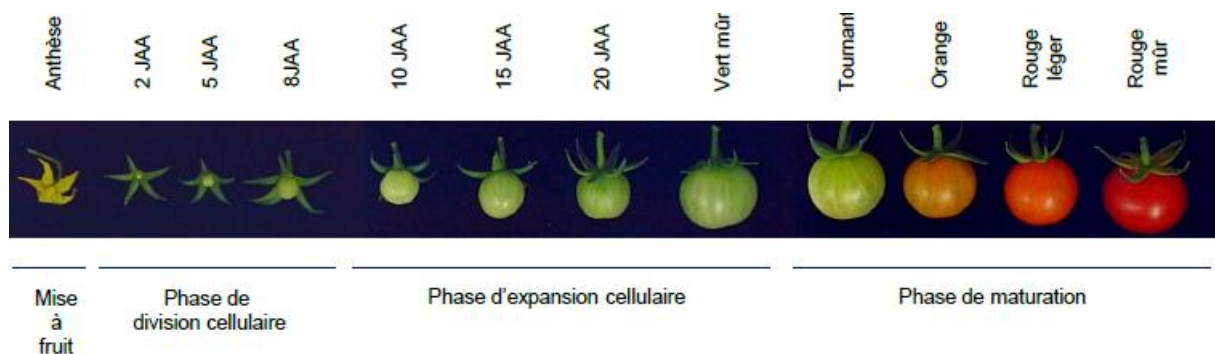 Anthèse
2 JAA
5 JAA
8JAA
10 JAA
15 JAA
20 JAA
Vert mûr
Tournant
Orange
Rouge
léger
Rouge
mûr
Mise
à
fruit
Phase de
division cellulaire
Phase d'expansion cellulaire
Phase de maturation